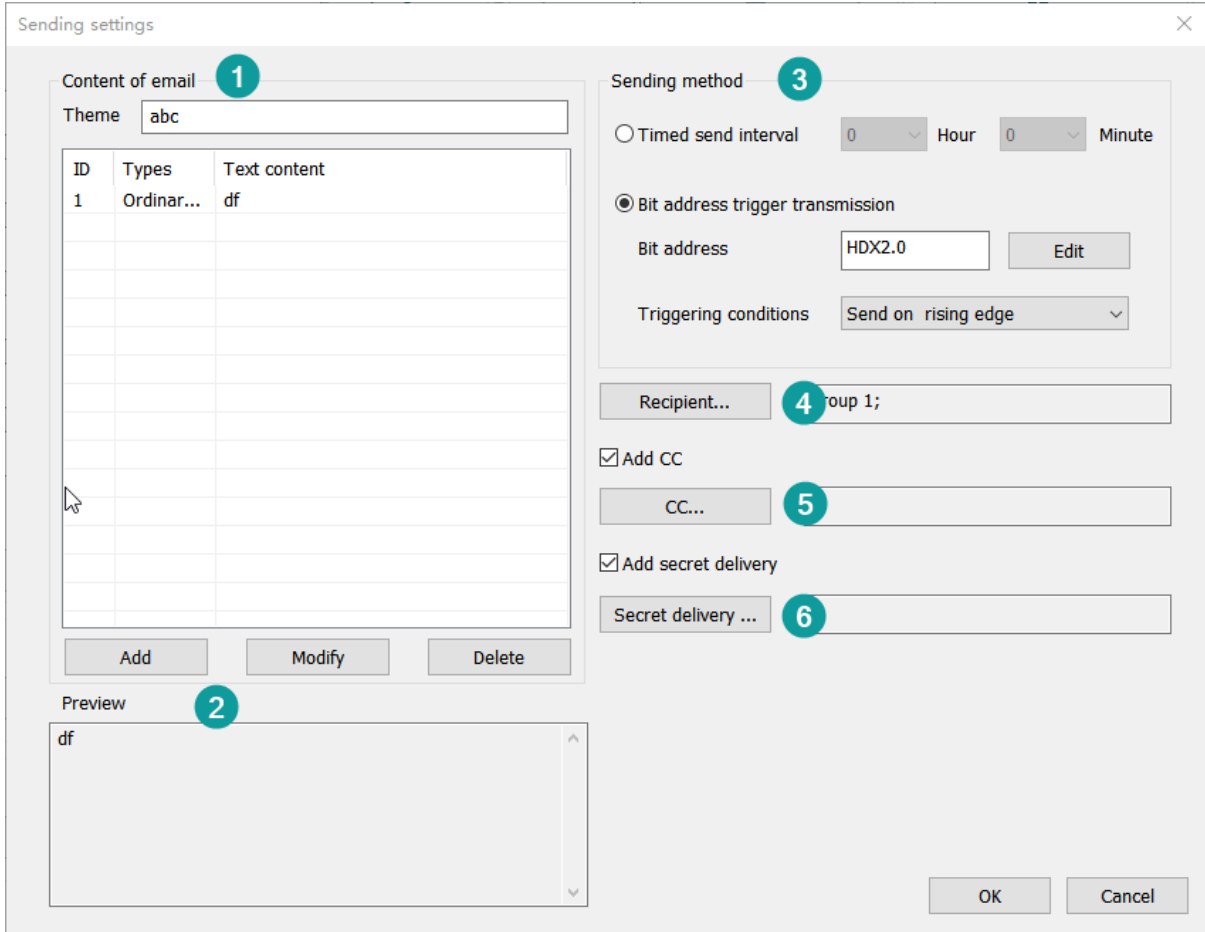 Sending settings
Content of email 1
Theme abc
ID Types Text content
1 Ordinar... df
Add Modify Delete
Preview 2
df
Sending method 3
Timed send interval 0 Hour 0 Minute
Bit address trigger transmission
Bit address HDX2.0 Edit
Triggering conditions Send on rising edge
Recipient... 4 roup 1;
Add CC
CC... 5
Add secret delivery
Secret delivery ... 6
OK Cancel